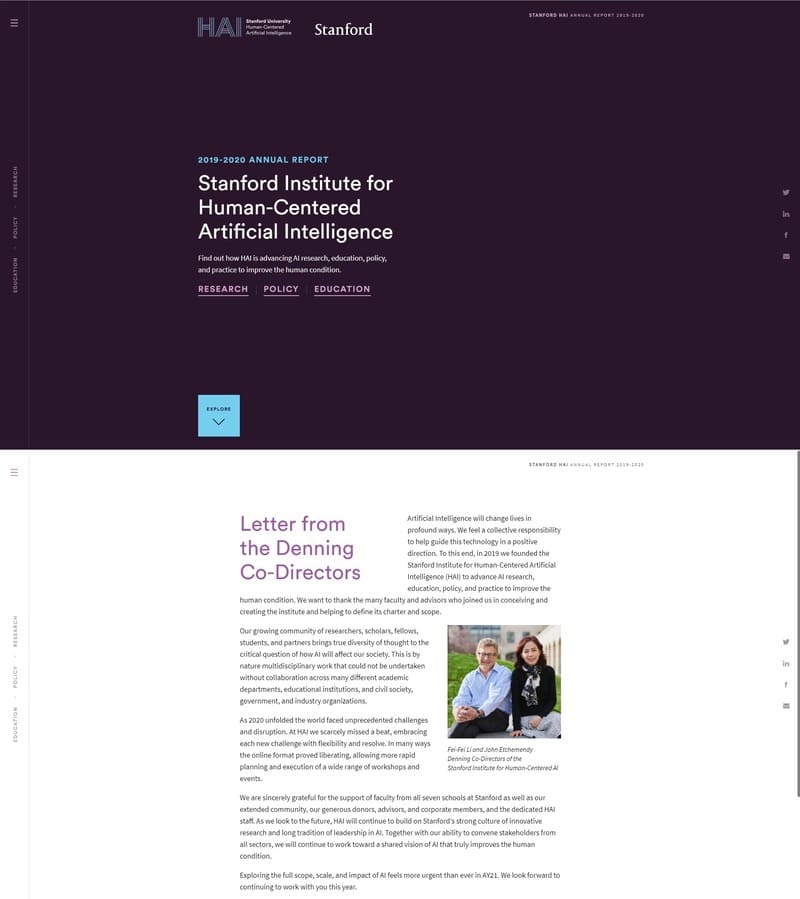 HAI
Stanford University
Human-Centered
Artificial Intelligence
Stanford
STANFORD HAI ANNUAL REPORT 2019-2020
RESEARCH
POLICY
EDUCATION
2019-2020 ANNUAL REPORT
Stanford Institute for
Human-Centered
Artificial Intelligence
Find out how HAI is advancing AI research, education, policy,
and practice to improve the human condition.
RESEARCH | POLICY | EDUCATION
EXPLORE
STANFORD HAI ANNUAL REPORT 2019-2020
RESEARCH
POLICY
EDUCATION
Letter from
the Denning
Co-Directors
Artificial Intelligence will change lives in
profound ways. We feel a collective responsibility
to help guide this technology in a positive
direction. To this end, in 2019 we founded the
Stanford Institute for Human-Centered Artificial
Intelligence (HAI) to advance AI research,
education, policy, and practice to improve the
human condition. We want to thank the many faculty and advisors who joined us in conceiving and
creating the institute and helping to define its charter and scope.
Our growing community of researchers, scholars, fellows,
students, and partners brings true diversity of thought to the
critical question of how AI will affect our society. This is by
nature multidisciplinary work that could not be undertaken
without collaboration across many different academic
departments, educational institutions, and civil society,
government, and industry organizations.
As 2020 unfolded the world faced unprecedented challenges
and disruption. At HAI we scarcely missed a beat, embracing
each new challenge with flexibility and resolve. In many ways
the online format proved liberating, allowing more rapid
planning and execution of a wide range of workshops and
events.
Fei-Fei Li and John Etchemendy
Denning Co-Directors of the
Stanford Institute for Human-Centered AI
We are sincerely grateful for the support of faculty from all seven schools at Stanford as well as our
extended community, our generous donors, advisors, and corporate members, and the dedicated HAI
staff. As we look to the future, HAI will continue to build on Stanford's strong culture of innovative
research and long tradition of leadership in AI. Together with our ability to convene stakeholders from
all sectors, we will continue to work toward a shared vision of AI that truly improves the human
condition.
Exploring the full scope, scale, and impact of AI feels more urgent than ever in AY21. We look forward to
continuing to work with you this year.